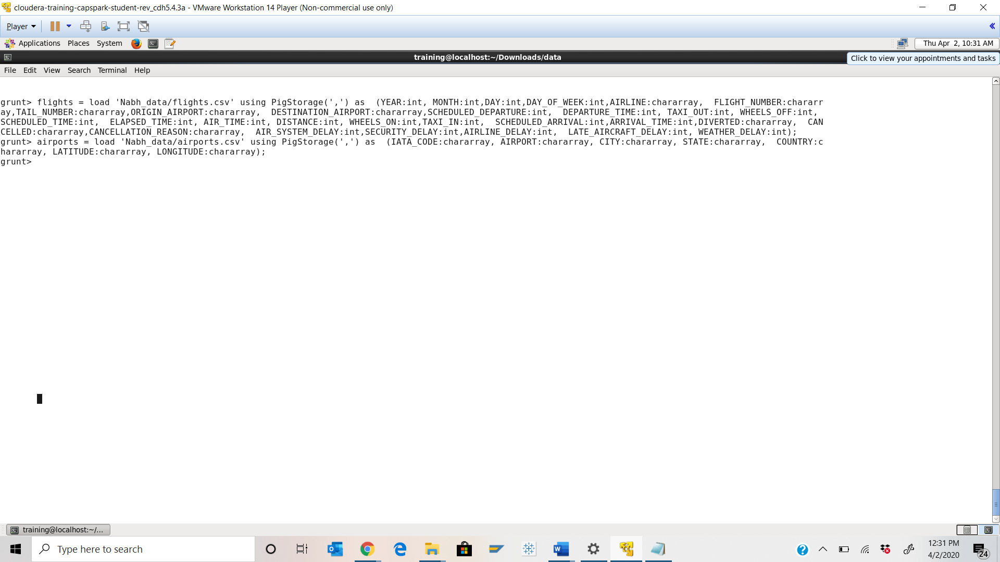 cloudera-training-capspark-student-rev_cdh5.4.3a - VMware Workstation 14 Player (Non-commercial use only)
Player
Applications Places System Thu Apr 2, 10:31 AM
training@localhost:~/Downloads/data
Click to view your appointments and tasks
File Edit View Search Terminal Help
grunt> flights = load 'Nabh_data/flights.csv' using PigStorage(',') as  (YEAR:int, MONTH:int,DAY:int,DAY_OF_WEEK:int,AIRLINE:chararray,  FLIGHT_NUMBER:chararr
ay,TAIL_NUMBER:chararray,ORIGIN_AIRPORT:chararray,  DESTINATION_AIRPORT:chararray,SCHEDULED_DEPARTURE:int,  DEPARTURE_TIME:int, TAXI_OUT:int, WHEELS_OFF:int,
SCHEDULED_TIME:int,  ELAPSED_TIME:int, AIR_TIME:int, DISTANCE:int, WHEELS_ON:int,TAXI_IN:int,  SCHEDULED_ARRIVAL:int,ARRIVAL_TIME:int,DIVERTED:chararray,  CAN
CELLED:chararray,CANCELLATION_REASON:chararray,  AIR_SYSTEM_DELAY:int,SECURITY_DELAY:int,AIRLINE_DELAY:int,  LATE_AIRCRAFT_DELAY:int, WEATHER_DELAY:int);
grunt> airports = load 'Nabh_data/airports.csv' using PigStorage(',') as  (IATA_CODE:chararray, AIRPORT:chararray, CITY:chararray, STATE:chararray,  COUNTRY:c
hararray, LATITUDE:chararray, LONGITUDE:chararray);
grunt>
training@localhost:~/...
Type here to search
12:31 PM
4/2/2020
24